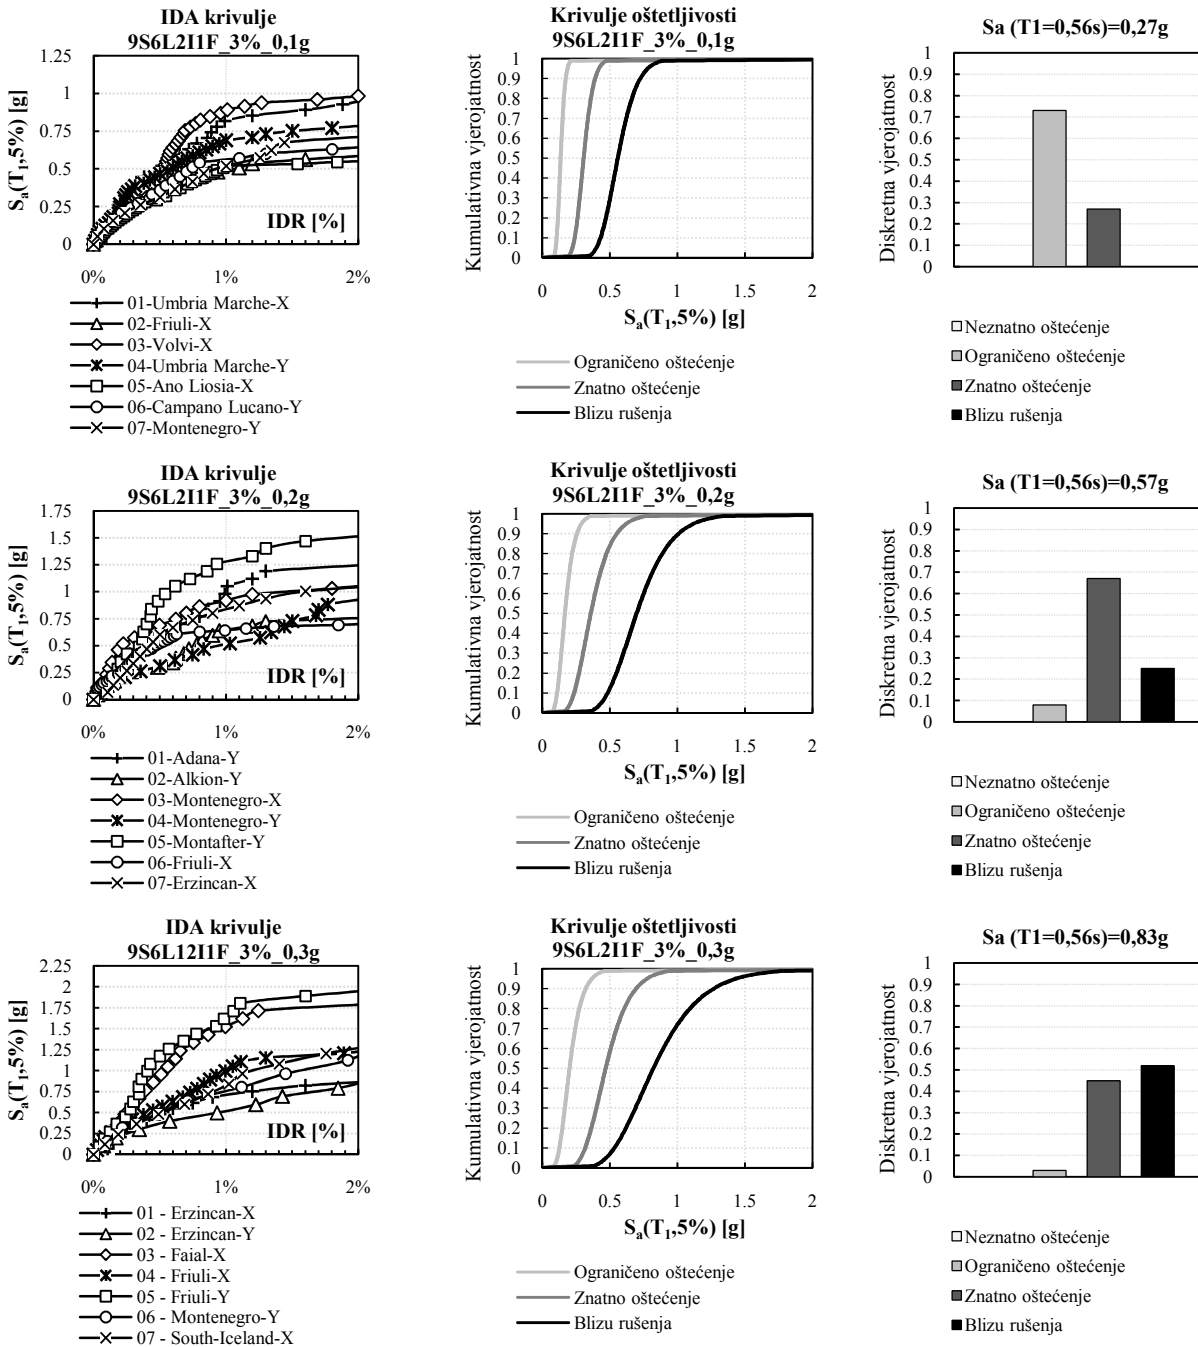 IDA krivulje
9S6L2I1F_3%_0,1g
1.25
1
0.75
0.5
0.25
0
Sa(T1,5%) [g]
IDR [%]
0% 1% 2%
01-Umbria Marche-X
02-Friuli-X
03-Volvi-X
04-Umbria Marche-Y
05-Ano Liosia-X
06-Campano Lucano-Y
07-Montenegro-Y
Krivulje oštetljivosti
9S6L2I1F_3%_0,1g
Kumulativna vjerojatnost
1
0.9
0.8
0.7
0.6
0.5
0.4
0.3
0.2
0.1
0
0 0.5 1 1.5 2
Sa(T1,5%) [g]
Ograničeno oštećenje
Znatno oštećenje
Blizu rušenja
Sa (T1=0,56s)=0,27g
Diskretna vjerojatnost
1
0.9
0.8
0.7
0.6
0.5
0.4
0.3
0.2
0.1
0
Neznatno oštećenje
Ograničeno oštećenje
Znatno oštećenje
Blizu rušenja
IDA krivulje
9S6L2I1F_3%_0,2g
1.75
1.5
1.25
1
0.75
0.5
0.25
0
Sa(T1,5%) [g]
IDR [%]
0% 1% 2%
01-Adana-Y
02-Alkion-Y
03-Montenegro-X
04-Montenegro-Y
05-Montafter-Y
06-Friuli-X
07-Erzincan-X
Krivulje oštetljivosti
9S6L2I1F_3%_0,2g
Kumulativna vjerojatnost
1
0.9
0.8
0.7
0.6
0.5
0.4
0.3
0.2
0.1
0
0 0.5 1 1.5 2
Sa(T1,5%) [g]
Ograničeno oštećenje
Znatno oštećenje
Blizu rušenja
Sa (T1=0,56s)=0,57g
Diskretna vjerojatnost
1
0.9
0.8
0.7
0.6
0.5
0.4
0.3
0.2
0.1
0
Neznatno oštećenje
Ograničeno oštećenje
Znatno oštećenje
Blizu rušenja
IDA krivulje
9S6L12I1F_3%_0,3g
2.25
2
1.75
1.5
1.25
1
0.75
0.5
0.25
0
Sa(T1,5%) [g]
IDR [%]
0% 1% 2%
01 - Erzincan-X
02 - Erzincan-Y
03 - Faial-X
04 - Friuli-X
05 - Friuli-Y
06 - Montenegro-Y
07 - South-Iceland-X
Krivulje oštetljivosti
9S6L2I1F_3%_0,3g
Kumulativna vjerojatnost
1
0.9
0.8
0.7
0.6
0.5
0.4
0.3
0.2
0.1
0
0 0.5 1 1.5 2
Sa(T1,5%) [g]
Ograničeno oštećenje
Znatno oštećenje
Blizu rušenja
Sa (T1=0,56s)=0,83g
Diskretna vjerojatnost
1
0.9
0.8
0.7
0.6
0.5
0.4
0.3
0.2
0.1
0
Neznatno oštećenje
Ograničeno oštećenje
Znatno oštećenje
Blizu rušenja